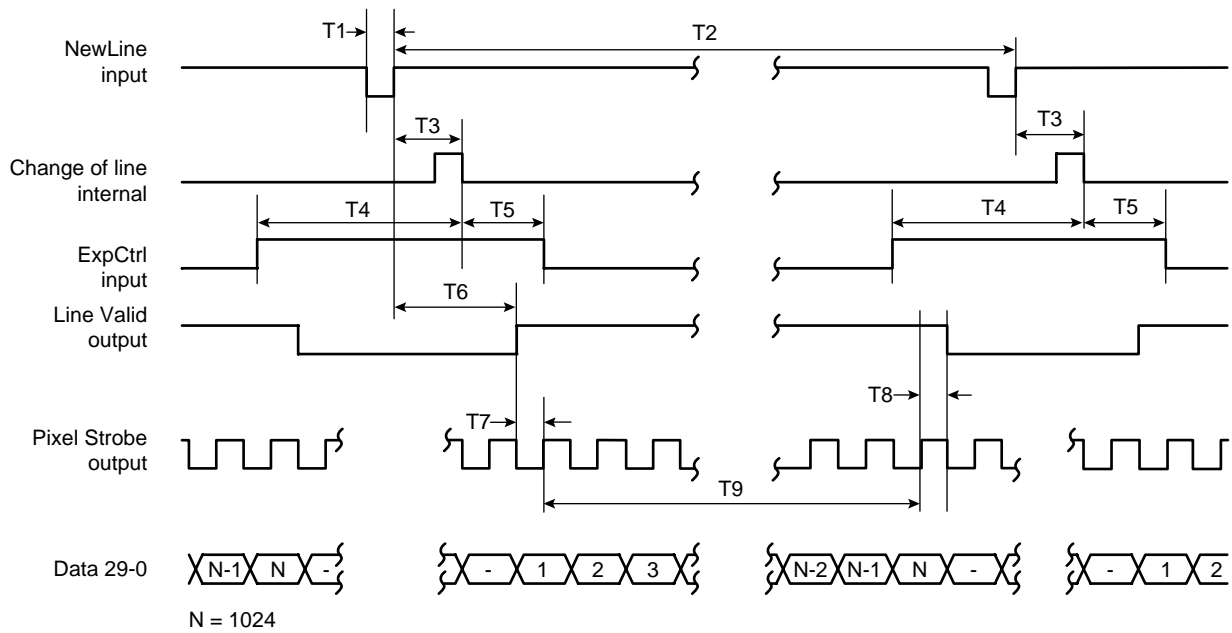 T1
T2
NewLine
input
T3
T3
Change of line
internal
T4
T5
T4
T5
ExpCtrl
input
T6
Line Valid
output
T8
T7
Pixel Strobe
output
T9
Data 29-0
N-1
N
-
-
1
2
3
N-2
N-1
N
-
-
1
2
N = 1024